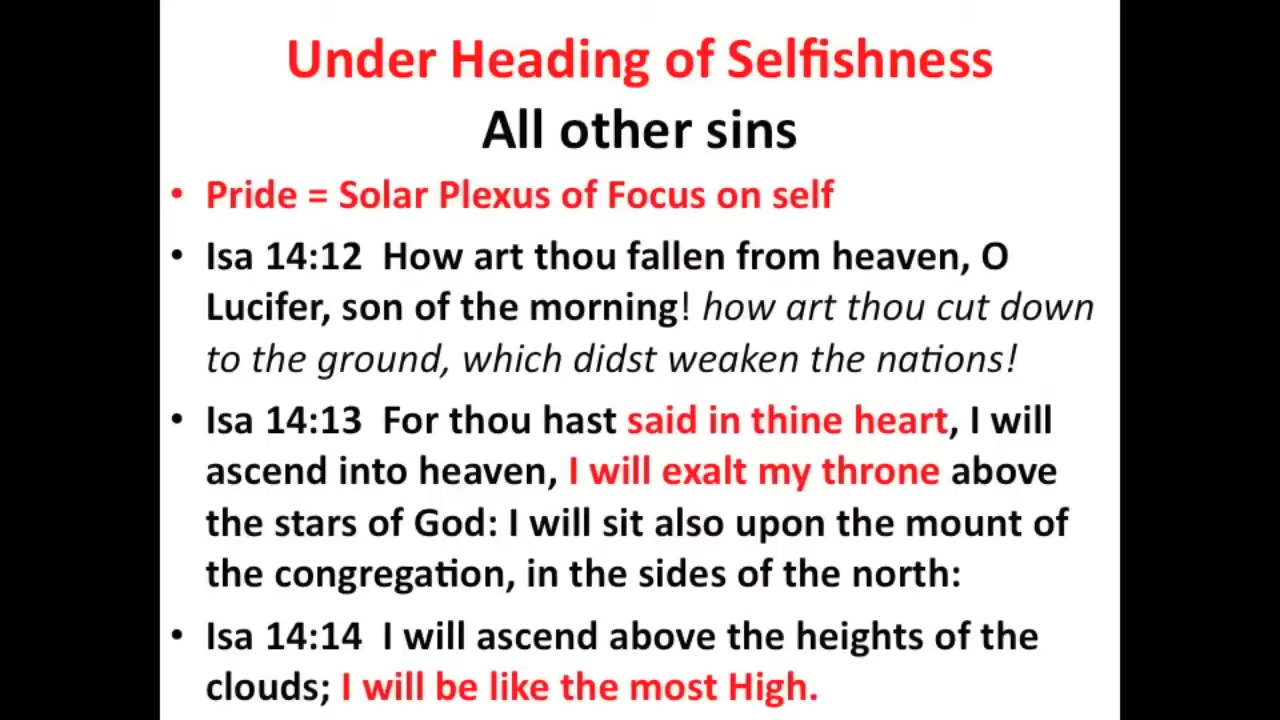 Under Heading of Selfishness
All other sins
• Pride = Solar Plexus of Focus on self
• Isa 14:12  How art thou fallen from heaven, O
Lucifer, son of the morning! how art thou cut down
to the ground, which didst weaken the nations!
• Isa 14:13  For thou hast said in thine heart, I will
ascend into heaven, I will exalt my throne above
the stars of God: I will sit also upon the mount of
the congregation, in the sides of the north:
• Isa 14:14  I will ascend above the heights of the
clouds; I will be like the most High.